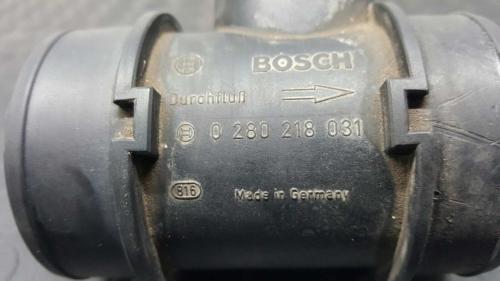 BOSCH
Durchfluß
0 280 218 031
816 Made in Germany